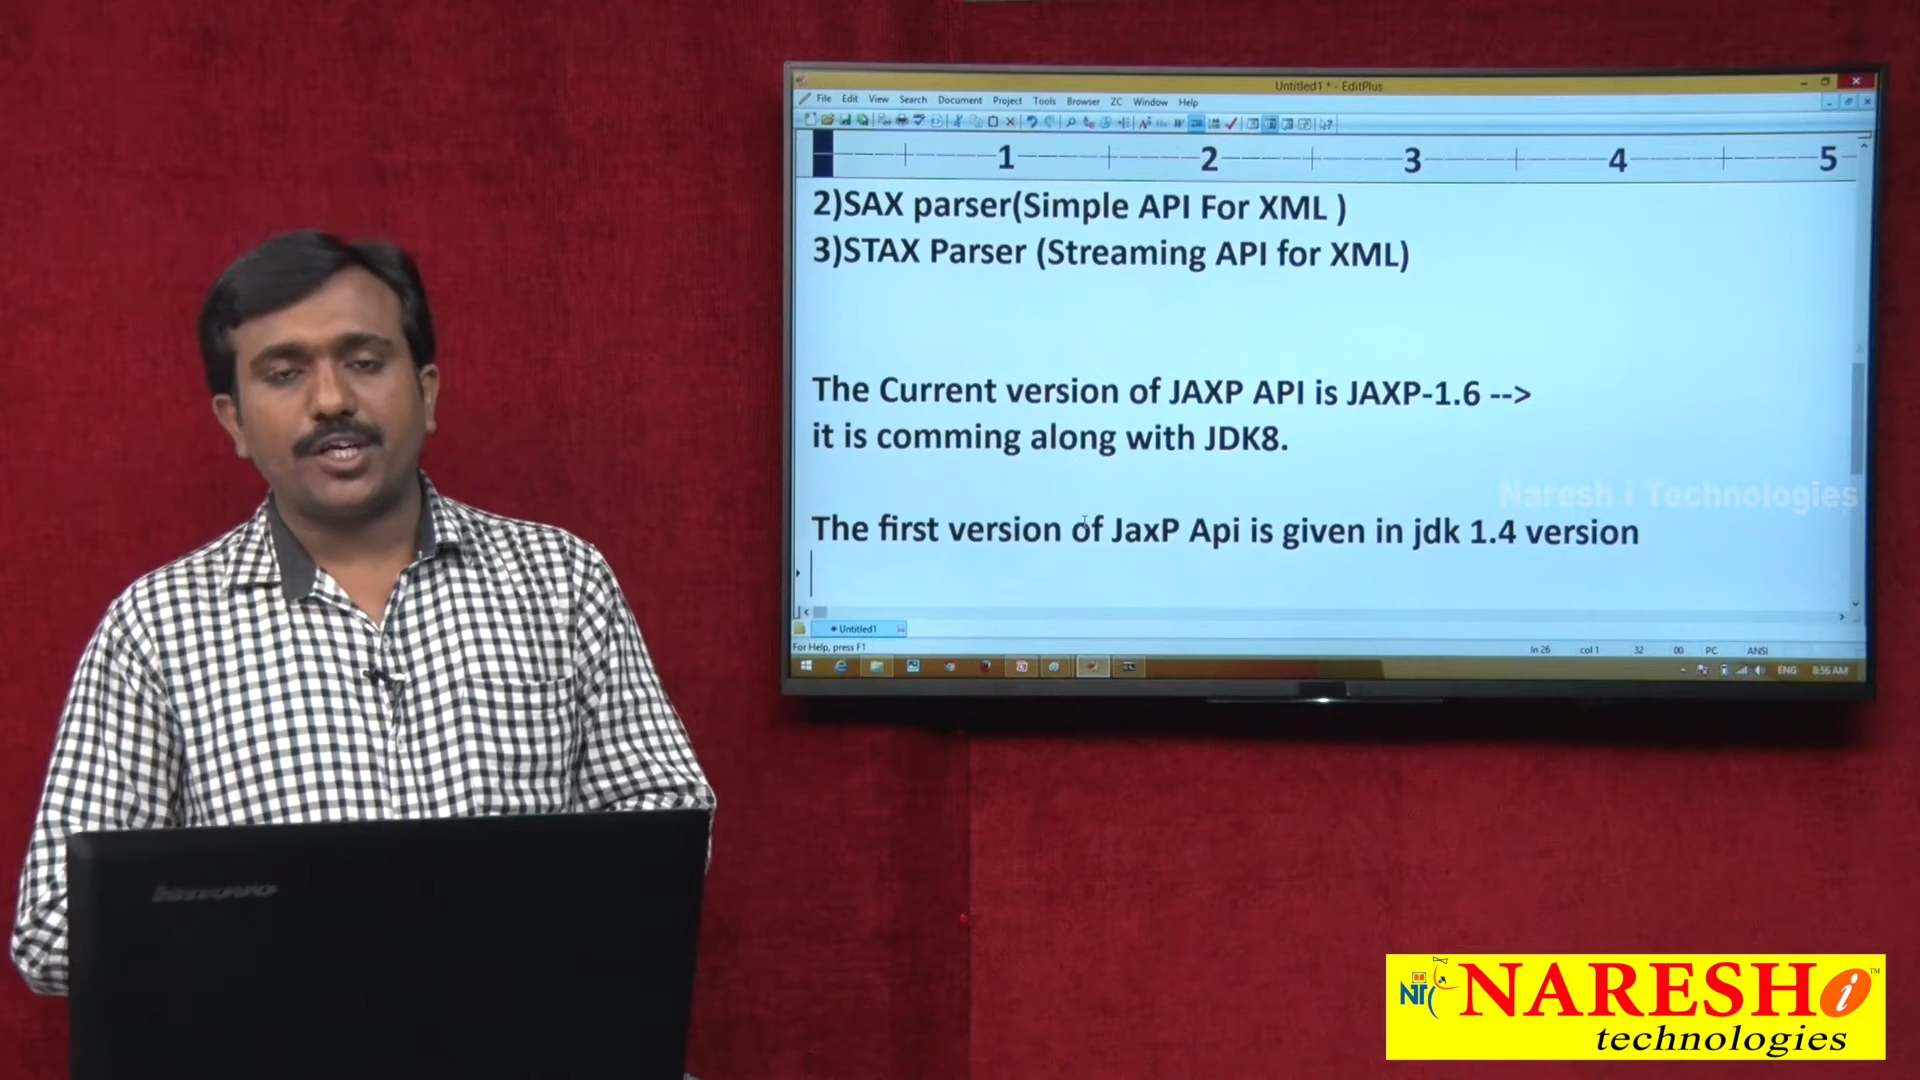 Untitled1 * - EditPlus
File Edit View Search Document Project Tools Browser ZC Window Help
1 2 3 4 5
2)SAX parser(Simple API For XML )
3)STAX Parser (Streaming API for XML)
The Current version of JAXP API is JAXP-1.6 -->
it is comming along with JDK8.
Naresh i Technologies
The first version of JaxP Api is given in jdk 1.4 version
Untitled1
For Help, press F1
ln 26 col 1 32 00 PC ANSI
ENG 8:56 AM
lenovo
NT
NARESH i TM
technologies